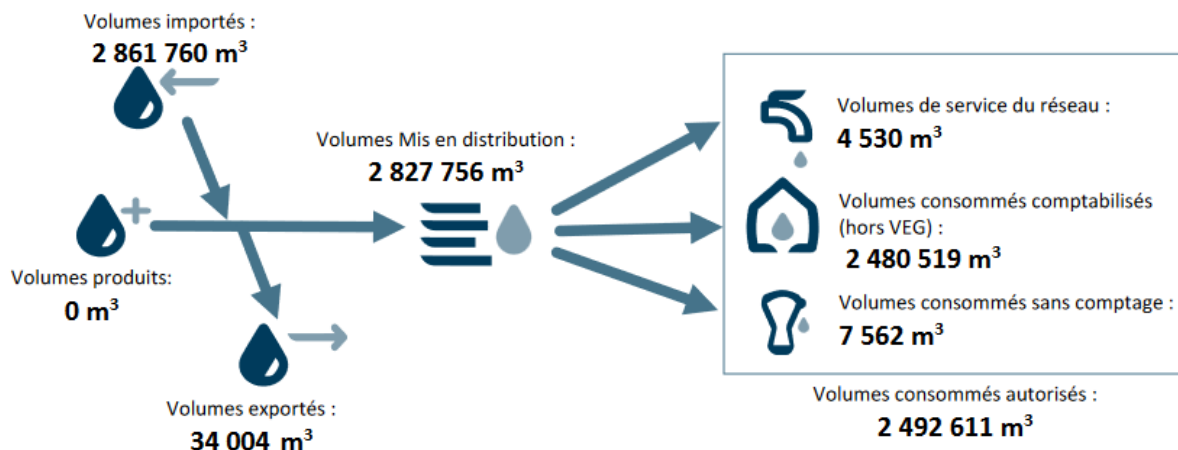 Volumes importés :
2 861 760 m³
Volumes produits:
0 m³
Volumes exportés :
34 004 m³
Volumes Mis en distribution :
2 827 756 m³
Volumes de service du réseau :
4 530 m³
Volumes consommés comptabilisés
(hors VEG) :
2 480 519 m³
Volumes consommés sans comptage :
7 562 m³
Volumes consommés autorisés :
2 492 611 m³